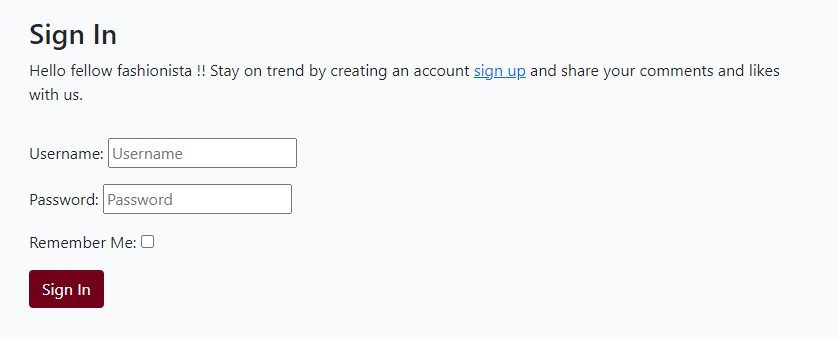 Sign In
Hello fellow fashionista !! Stay on trend by creating an account sign up and share your comments and likes
with us.
Username: Username
Password: Password
Remember Me:
Sign In